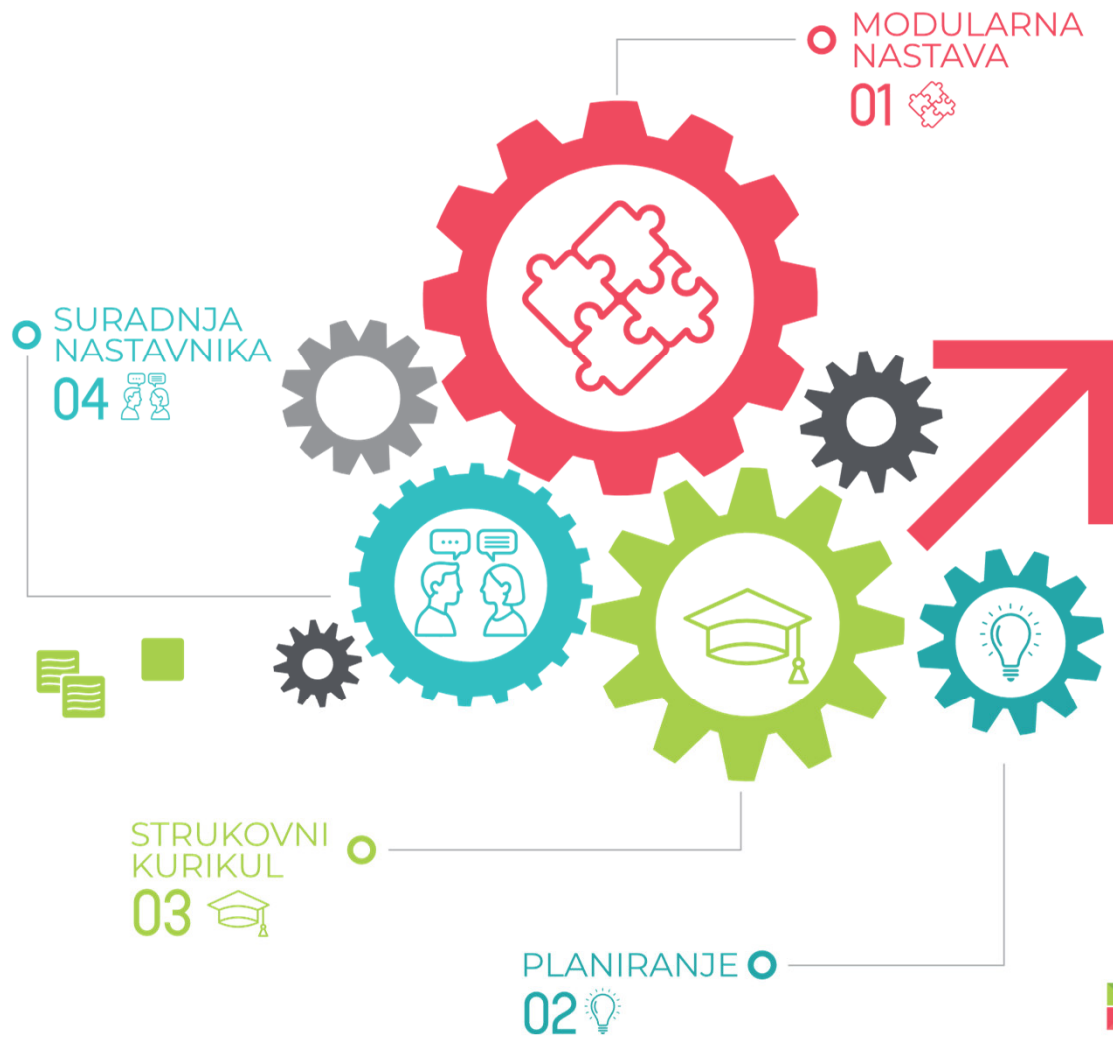 MODULARNA
NASTAVA
01
SURADNJA
NASTAVNIKA
04
STRUKOVNI
KURIKUL
03
PLANIRANJE
02